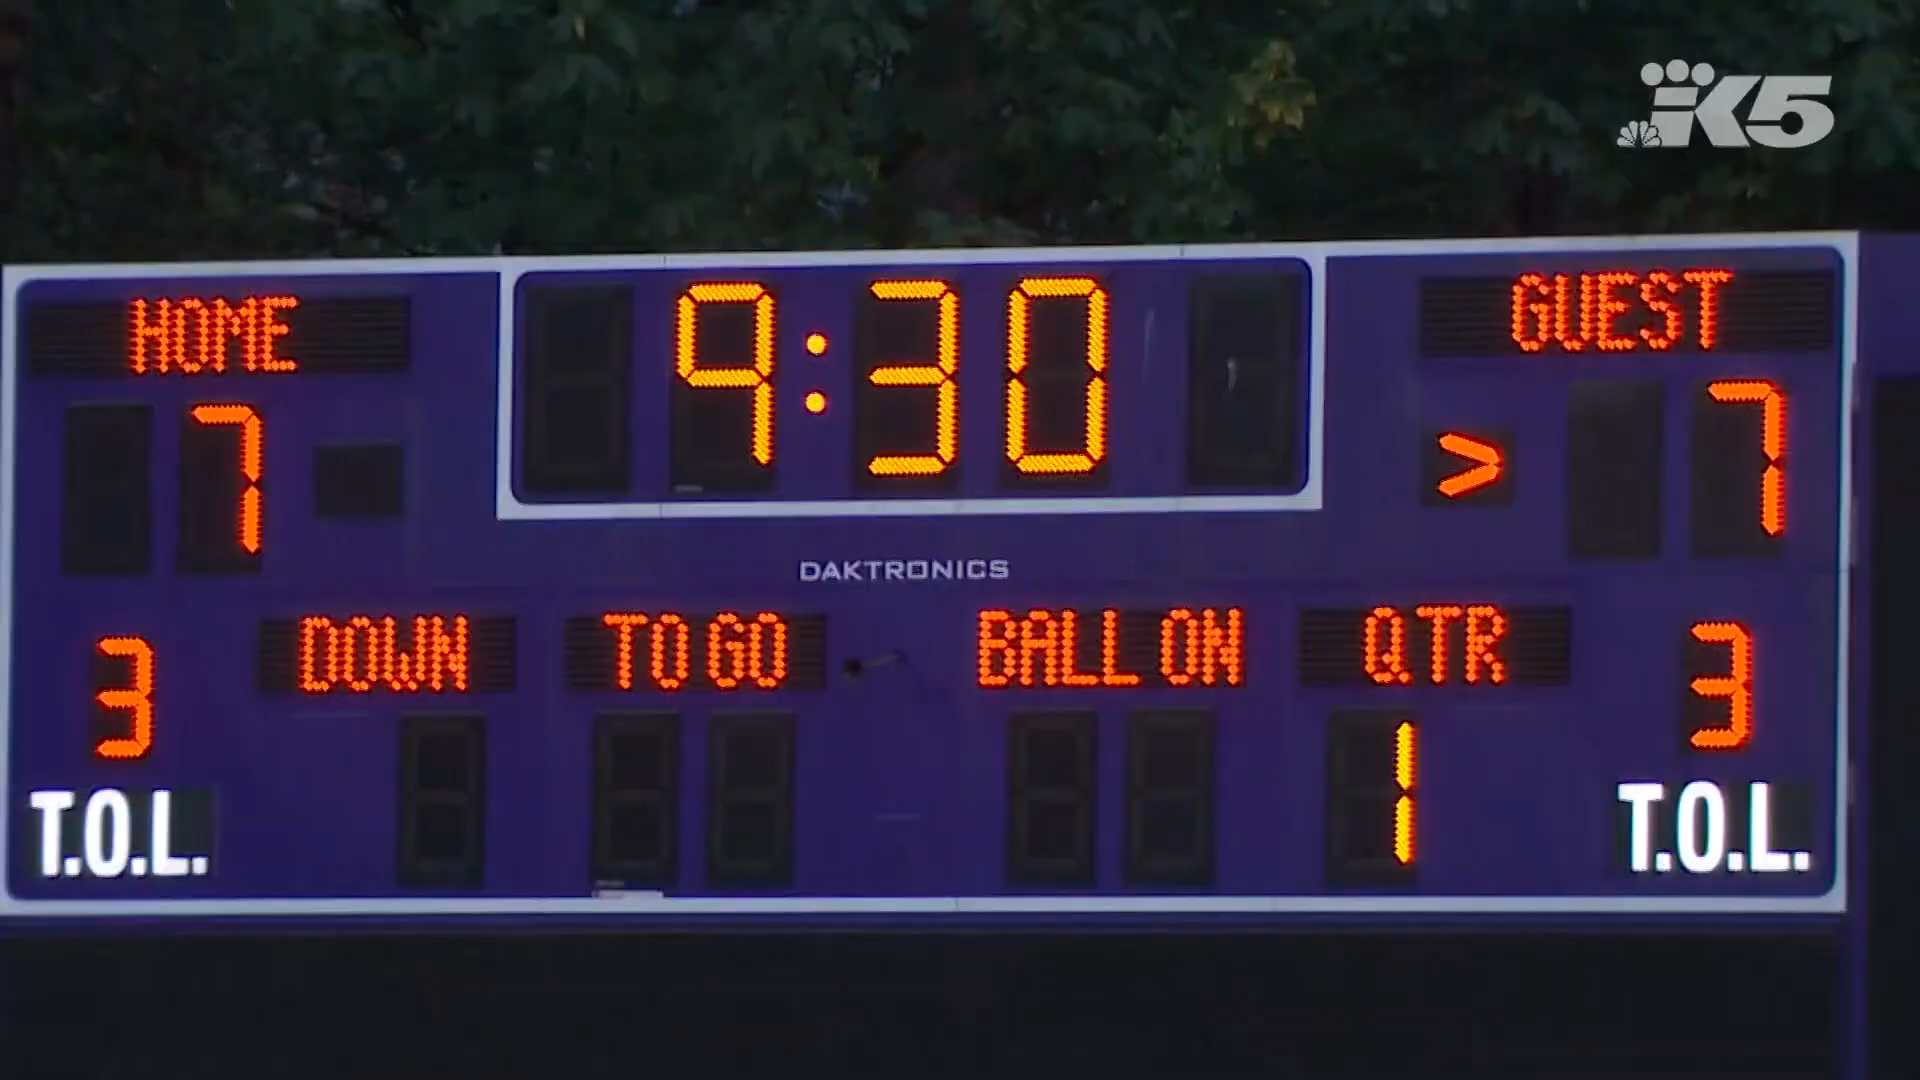 K5
HOME 9:30 GUEST
7 > 7
DAKTRONICS
DOWN TO GO BALL ON QTR
3 1 3
T.O.L. T.O.L.